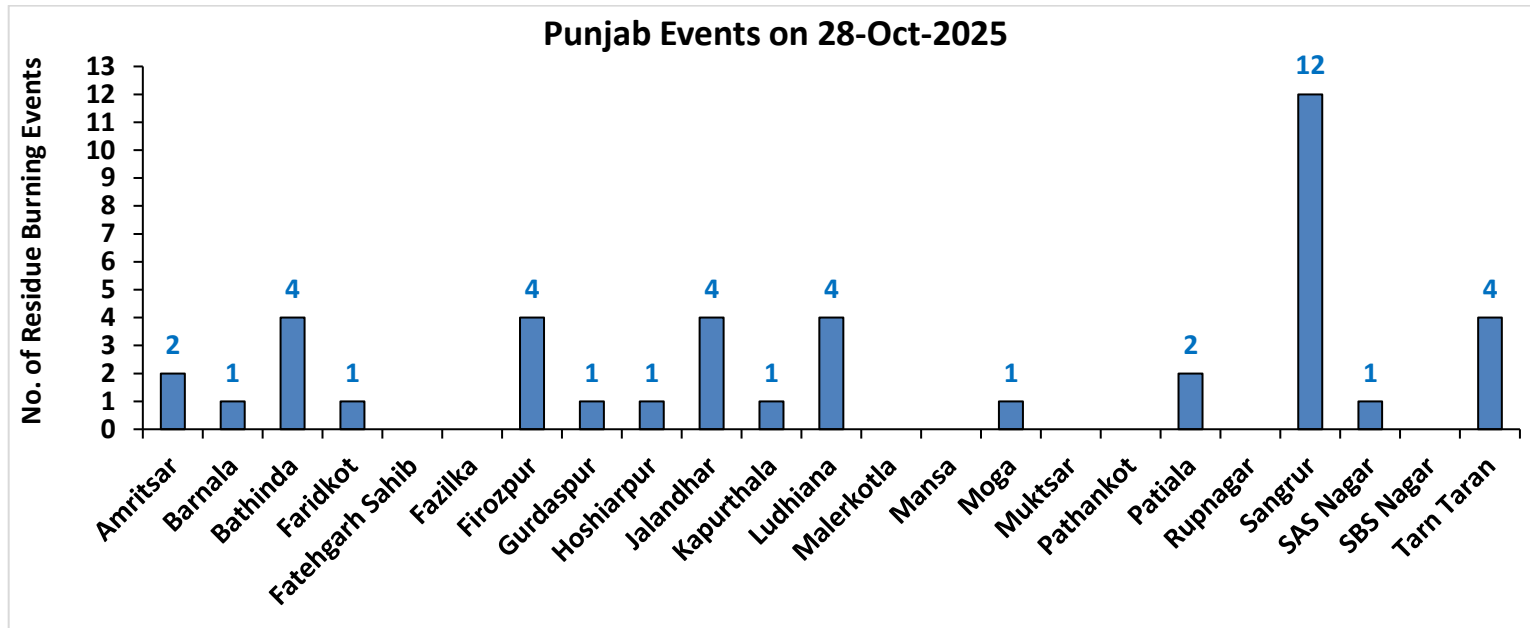 Punjab Events on 28-Oct-2025
No. of Residue Burning Events
13
12
11
10
9
8
7
6
5
4
3
2
1
0
2
1
4
1
4
1
1
4
1
4
1
2
12
1
4
Amritsar
Barnala
Bathinda
Faridkot
Fatehgarh Sahib
Fazilka
Firozpur
Gurdaspur
Hoshiarpur
Jalandhar
Kapurthala
Ludhiana
Malerkotla
Mansa
Moga
Muktsar
Pathankot
Patiala
Rupnagar
Sangrur
SAS Nagar
SBS Nagar
Tarn Taran